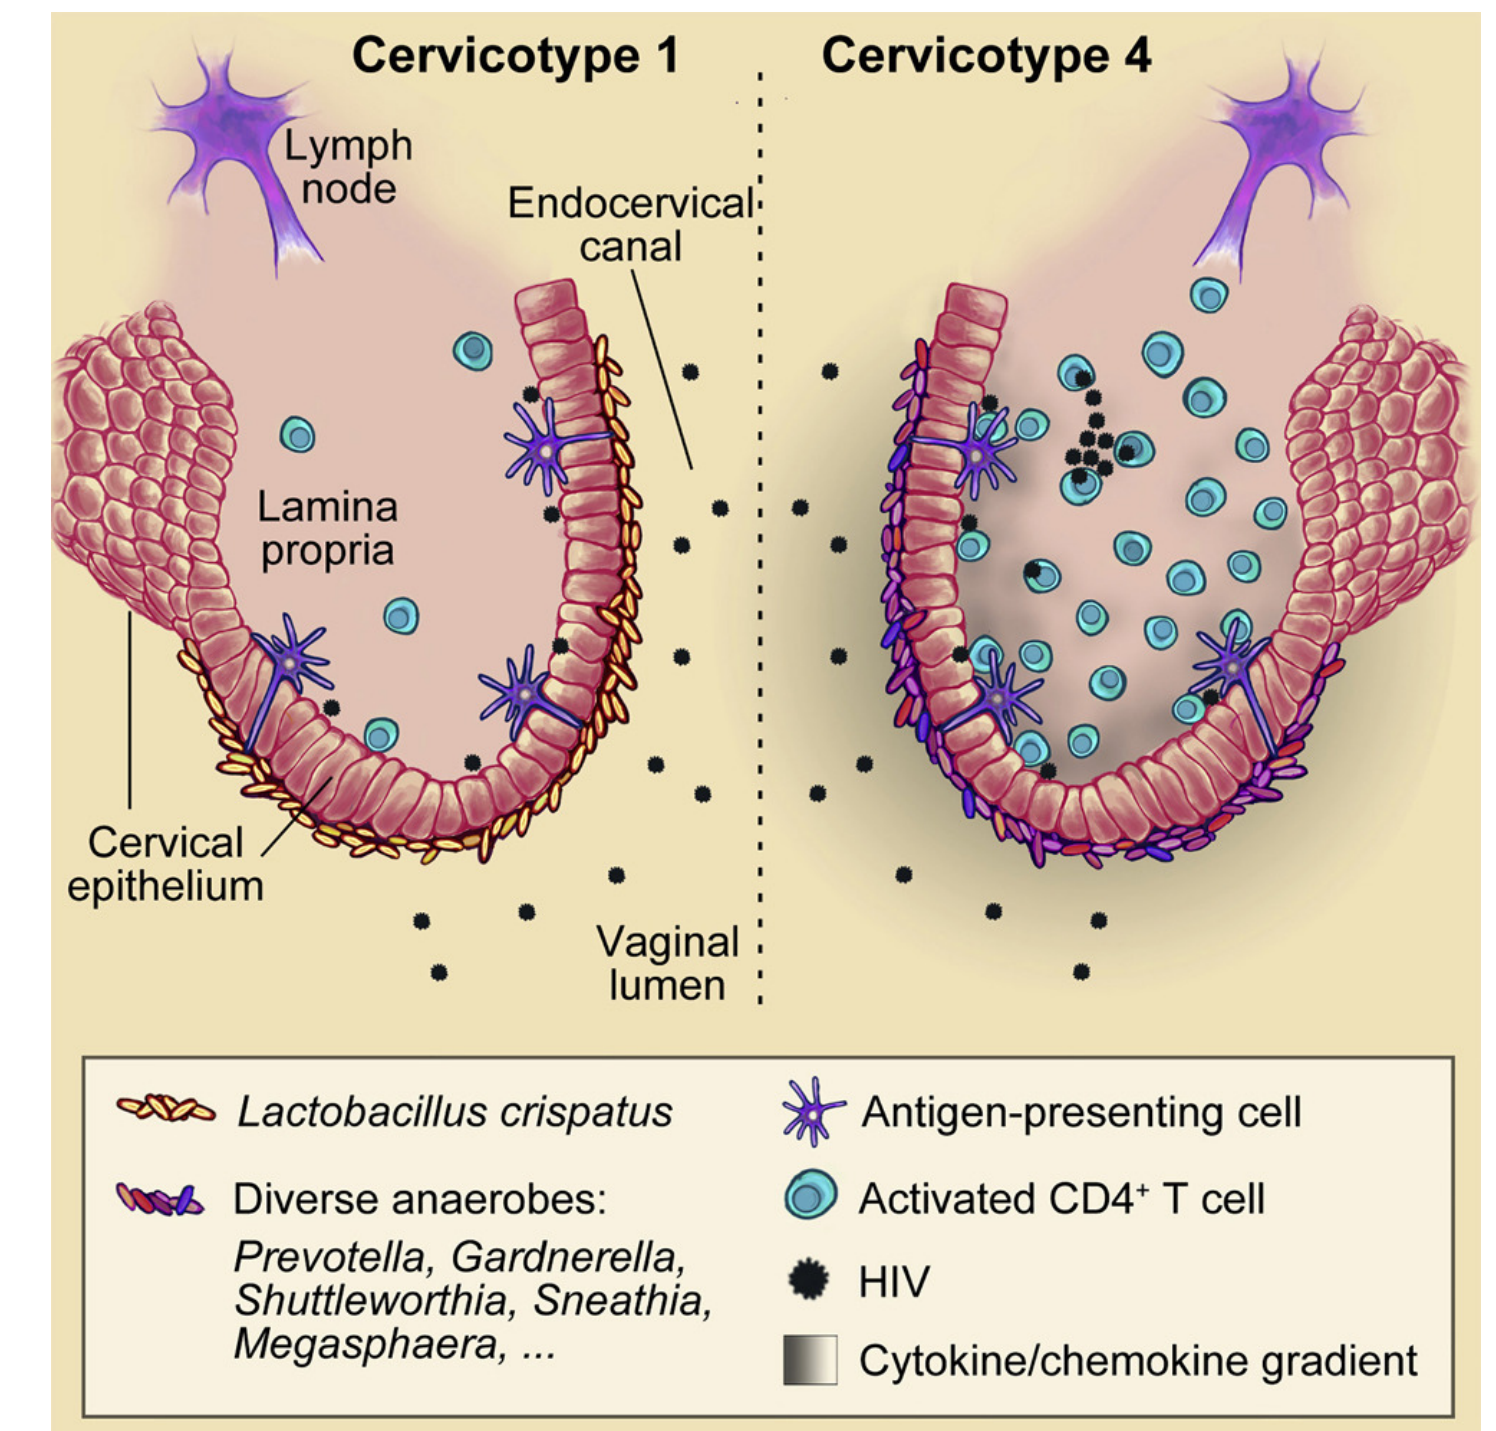 Cervicotype 1
Cervicotype 4
Lymph
node
Endocervical
canal
Lamina
propria
Cervical
epithelium
Vaginal
lumen
Lactobacillus crispatus
Diverse anaerobes:
Prevotella, Gardnerella,
Shuttleworthia, Sneathia,
Megasphaera, ...
Antigen-presenting cell
Activated CD4⁺ T cell
HIV
Cytokine/chemokine gradient